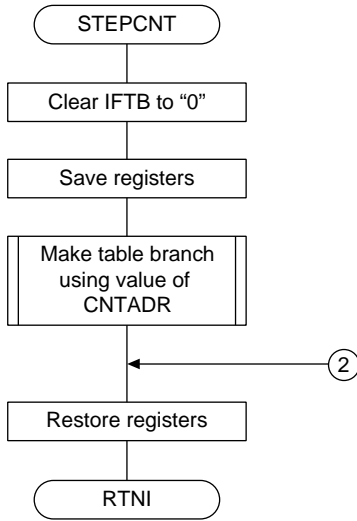 STEPCNT
Clear IFTB to “0”
Save registers
Make table branch
using value of
CNTADR
2
Restore registers
RTNI